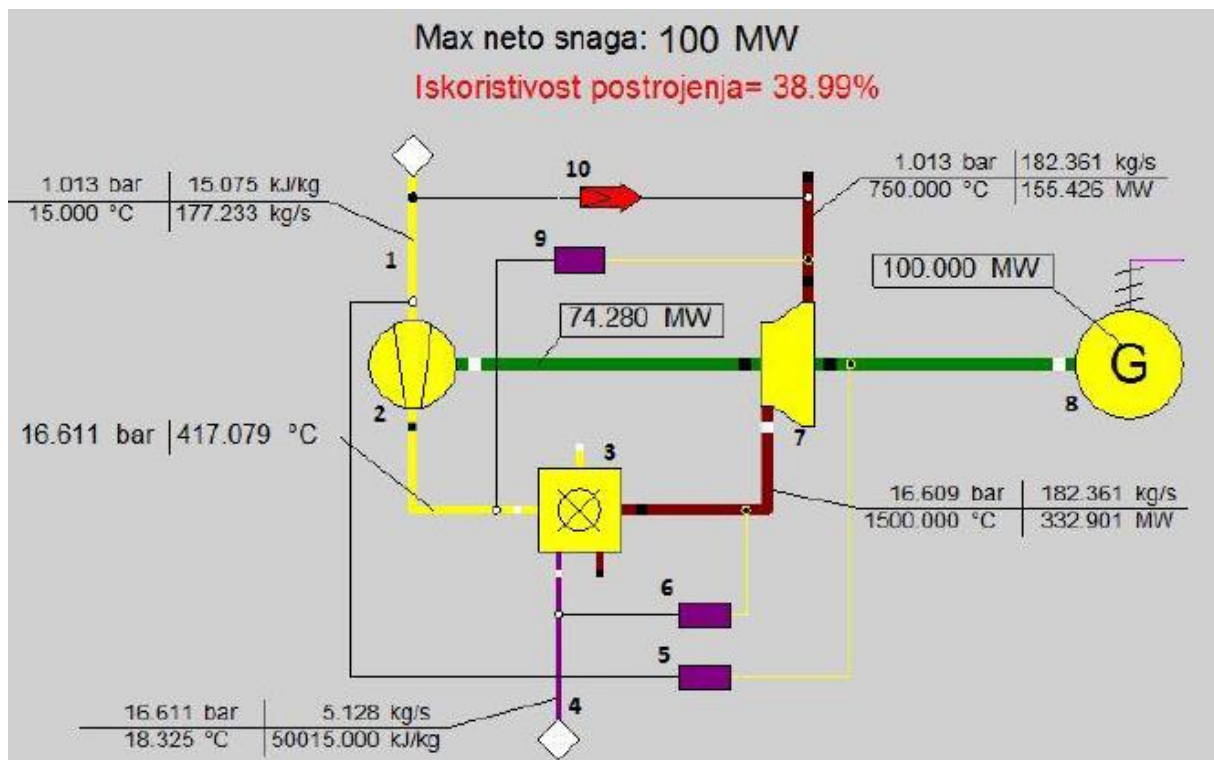 Max neto snaga: 100 MW
Iskoristivost postrojenja= 38.99%
1.013 bar 15.075 kJ/kg
15.000 °C 177.233 kg/s
10
1.013 bar 182.361 kg/s
750.000 °C 155.426 MW
9
1
100.000 MW
74.280 MW
G
2
7
8
16.611 bar 417.079 °C
3
16.609 bar 182.361 kg/s
1500.000 °C 332.901 MW
6
5
4
16.611 bar 5.128 kg/s
18.325 °C 50015.000 kJ/kg